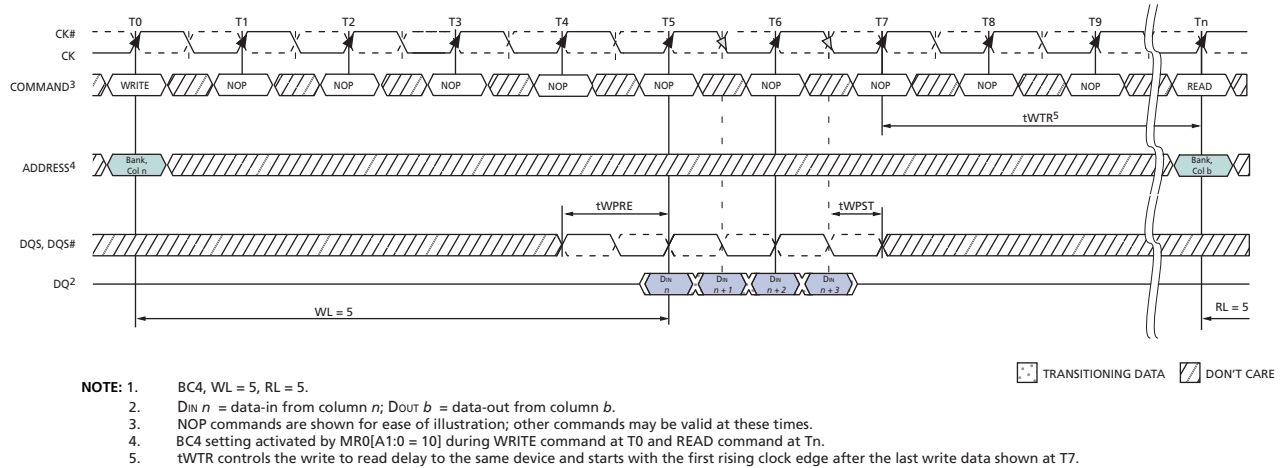 T0 T1 T2 T3 T4 T5 T6 T7 T8 T9 Tn
CK#
CK
COMMAND3 WRITE NOP NOP NOP NOP NOP NOP NOP NOP NOP READ
tWTR5
ADDRESS4 Bank, Col n Bank, Col b
tWPRE tWPST
DQS, DQS#
DQ2 DIN n DIN n + 1 DIN n + 2 DIN n + 3
WL = 5 RL = 5
TRANSITIONING DATA DON'T CARE
NOTE: 1. BC4, WL = 5, RL = 5.
2. DIN n = data-in from column n; DOUT b = data-out from column b.
3. NOP commands are shown for ease of illustration; other commands may be valid at these times.
4. BC4 setting activated by MR0[A1:0 = 10] during WRITE command at T0 and READ command at Tn.
5. tWTR controls the write to read delay to the same device and starts with the first rising clock edge after the last write data shown at T7.